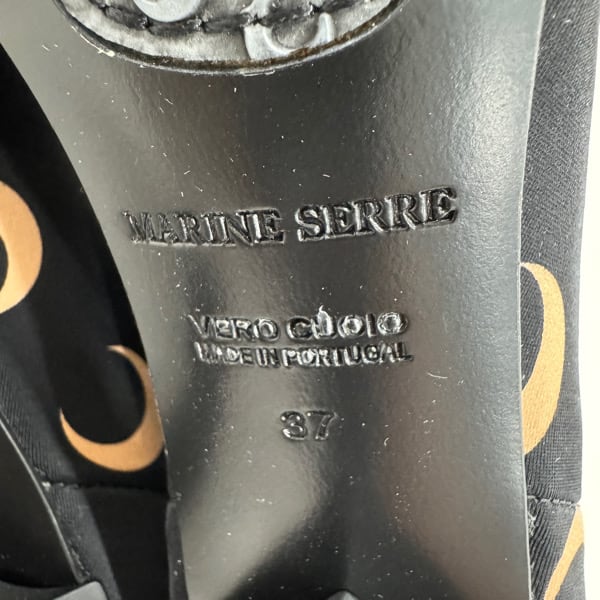 MARINE SERRE
VERO CUOIO
MADE IN PORTUGAL
37